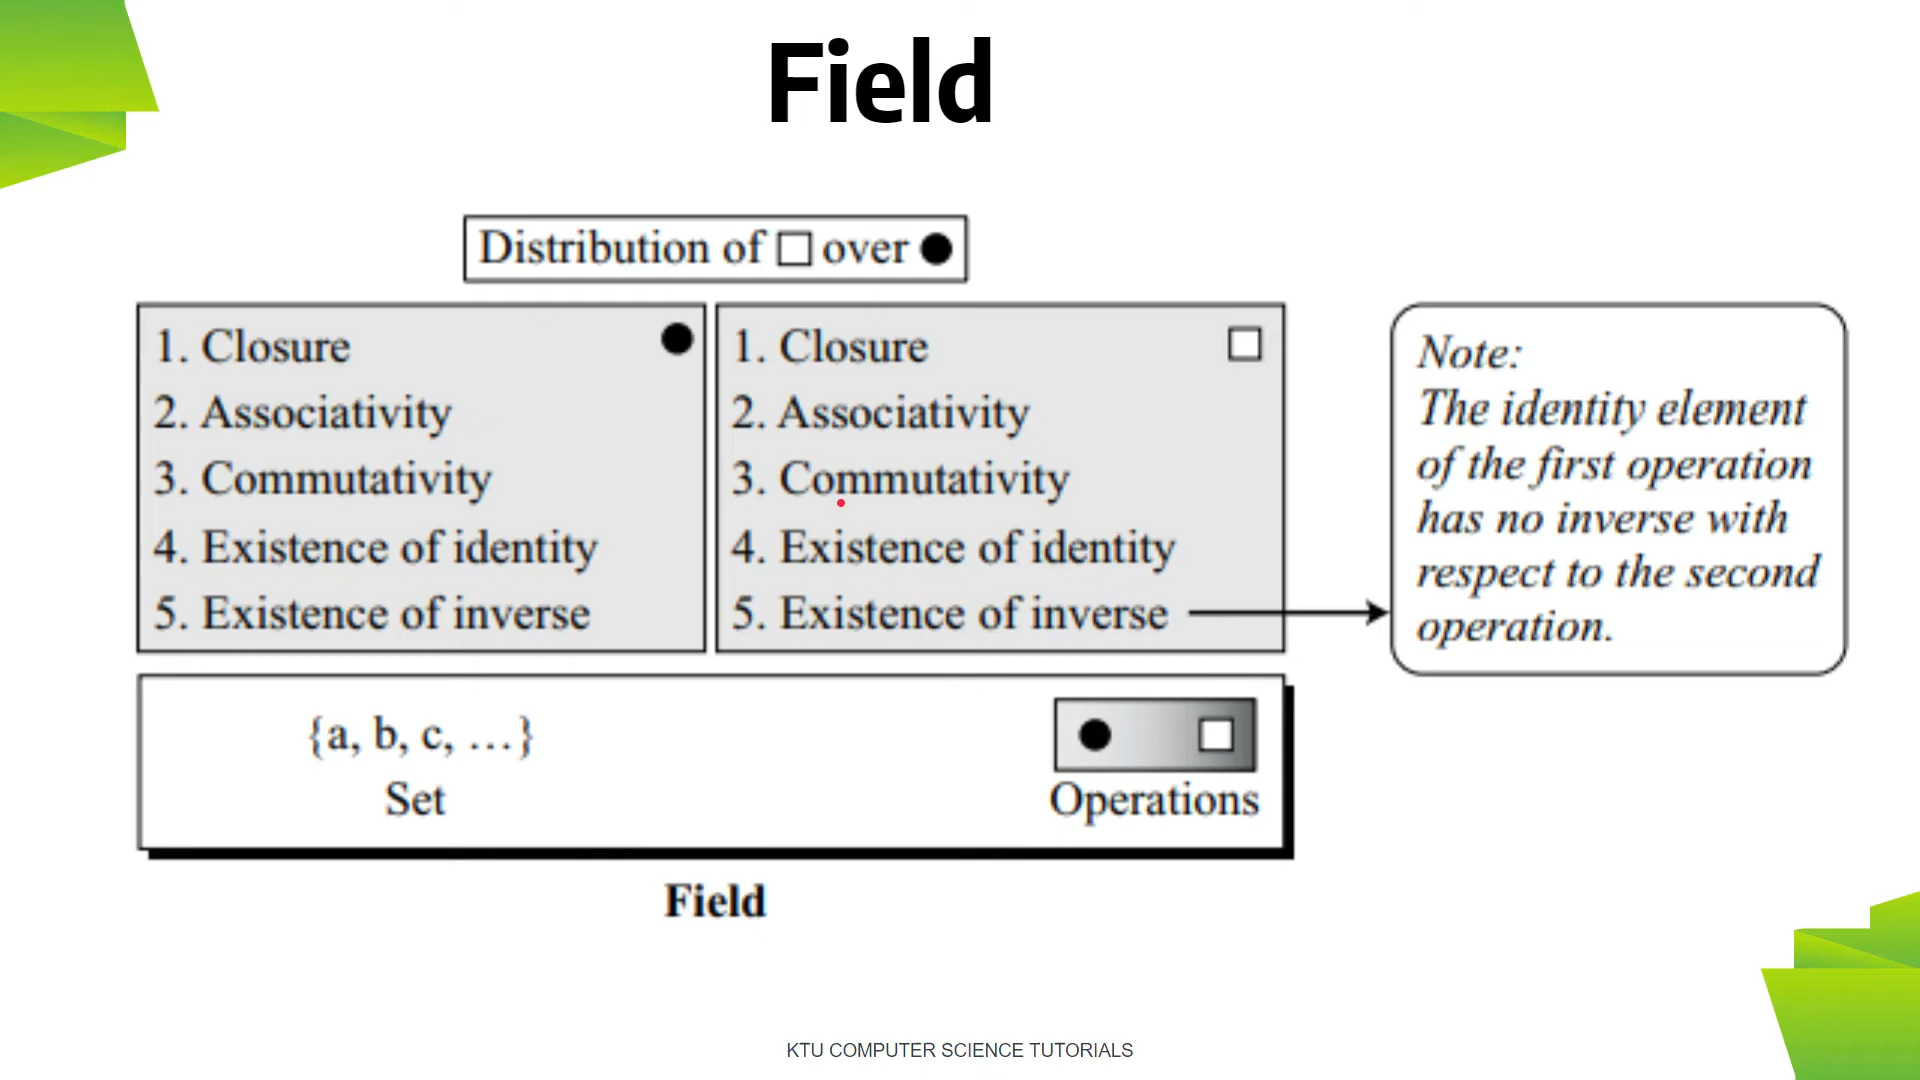 Field
Distribution of □ over ●
1. Closure ●
2. Associativity
3. Commutativity
4. Existence of identity
5. Existence of inverse
1. Closure □
2. Associativity
3. Commutativity
4. Existence of identity
5. Existence of inverse
Note:
The identity element
of the first operation
has no inverse with
respect to the second
operation.
{a, b, c, …}
Set
● □
Operations
Field
KTU COMPUTER SCIENCE TUTORIALS